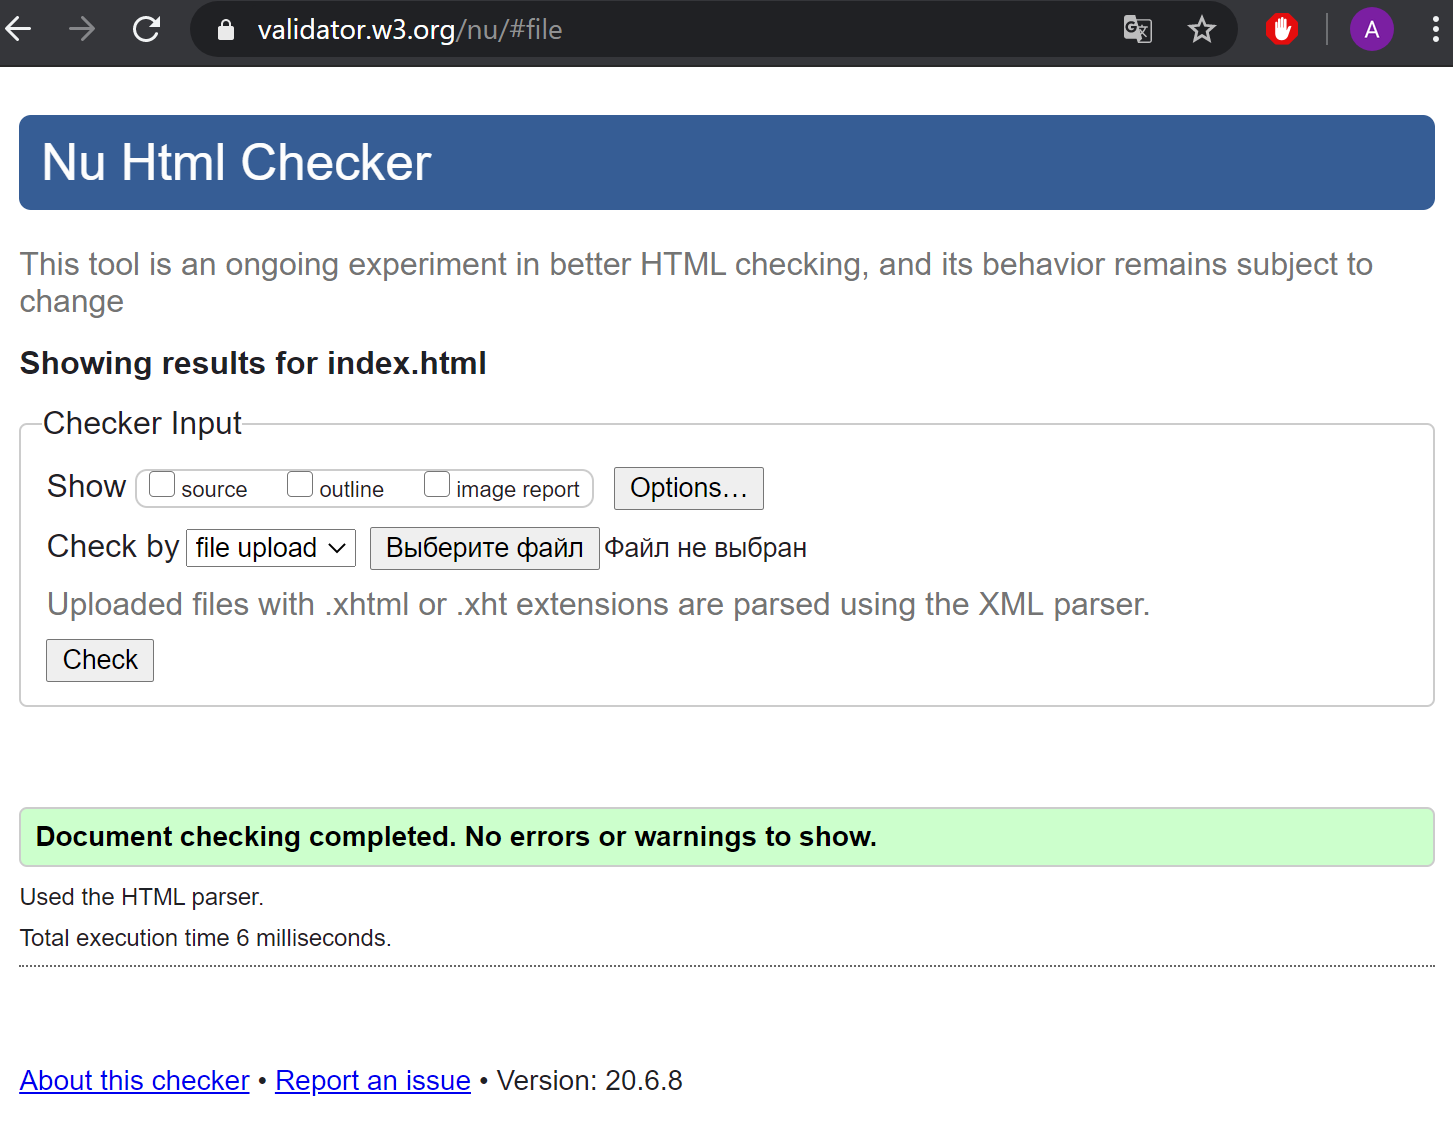 validator.w3.org/nu/#file
A
Nu Html Checker
This tool is an ongoing experiment in better HTML checking, and its behavior remains subject to
change
Showing results for index.html
Checker Input
Show source outline image report Options...
Check by file upload Выберите файл Файл не выбран
Uploaded files with .xhtml or .xht extensions are parsed using the XML parser.
Check
Document checking completed. No errors or warnings to show.
Used the HTML parser.
Total execution time 6 milliseconds.
About this checker • Report an issue • Version: 20.6.8